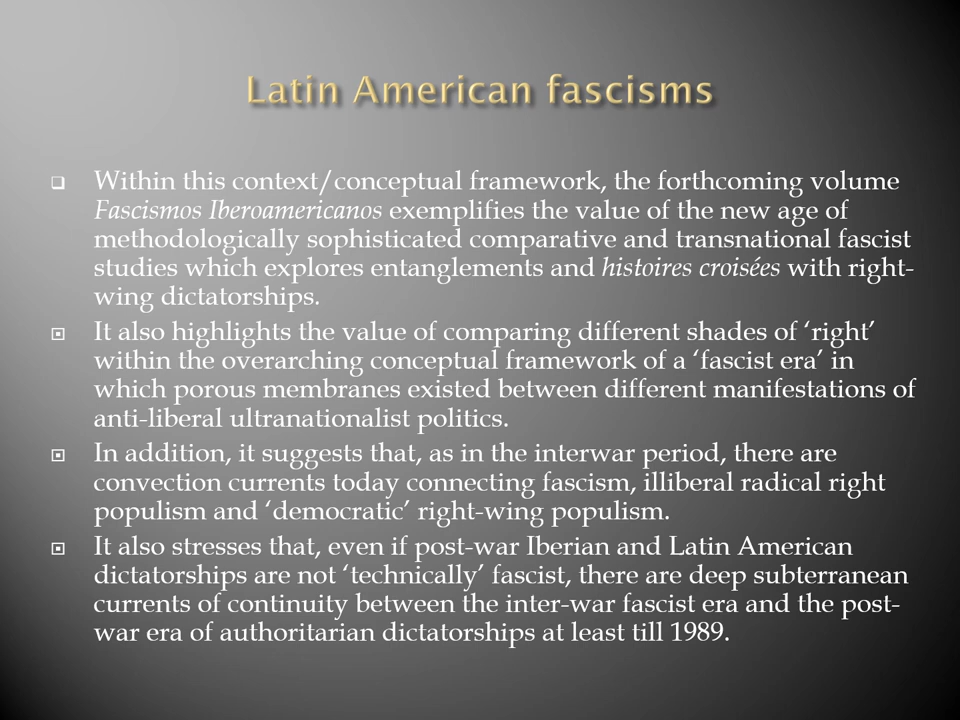 Latin American fascisms
Within this context/conceptual framework, the forthcoming volume
Fascismos Iberoamericanos exemplifies the value of the new age of
methodologically sophisticated comparative and transnational fascist
studies which explores entanglements and histoires croisées with right-
wing dictatorships.
It also highlights the value of comparing different shades of ‘right’
within the overarching conceptual framework of a ‘fascist era’ in
which porous membranes existed between different manifestations of
anti-liberal ultranationalist politics.
In addition, it suggests that, as in the interwar period, there are
convection currents today connecting fascism, illiberal radical right
populism and ‘democratic’ right-wing populism.
It also stresses that, even if post-war Iberian and Latin American
dictatorships are not ‘technically’ fascist, there are deep subterranean
currents of continuity between the inter-war fascist era and the post-
war era of authoritarian dictatorships at least till 1989.